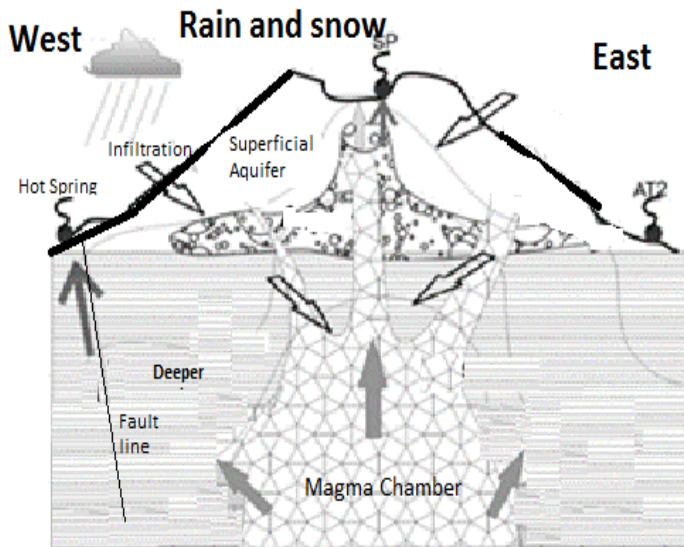 Rain and snow
West
SP
East
Infiltration
Superficial
Aquifer
Hot Spring
AT2
Deeper
Fault
line
Magma Chamber